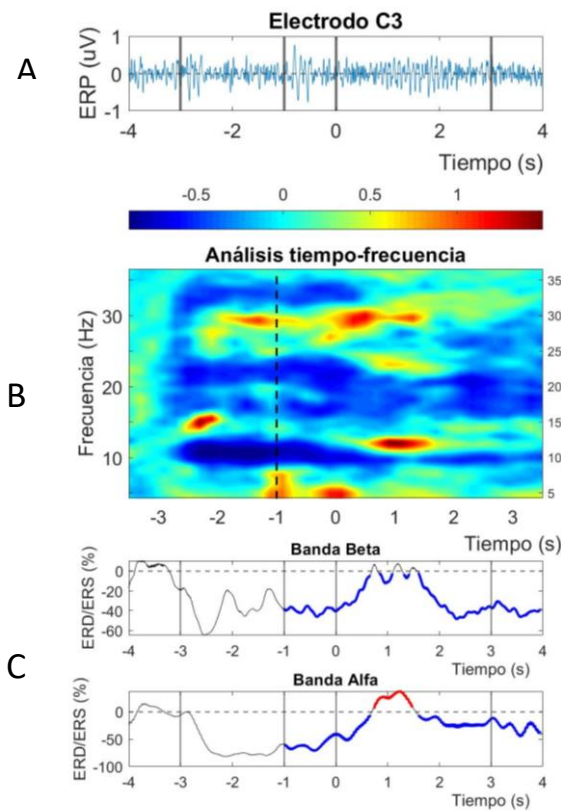 Electrodo C3
A
ERP (uV)
1
0
-1
-4 -2 0 2 4
Tiempo (s)
-0.5 0 0.5 1
Análisis tiempo-frecuencia
B
Frecuencia (Hz)
30
20
10
35
30
25
20
15
10
5
-3 -2 -1 0 1 2 3
Tiempo (s)
Banda Beta
C
ERD/ERS (%)
0
-20
-40
-60
-4 -3 -2 -1 0 1 2 3 4
Tiempo (s)
Banda Alfa
ERD/ERS (%)
0
-50
-100
-4 -3 -2 -1 0 1 2 3 4
Tiempo (s)